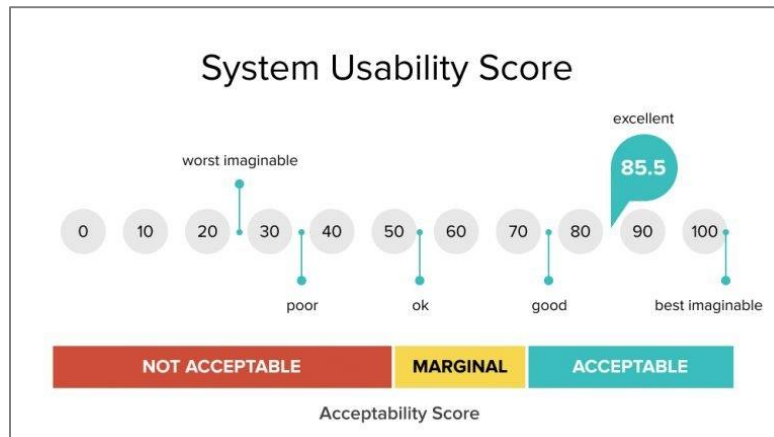 System Usability Score
excellent
worst imaginable
85.5
0 10 20 30 40 50 60 70 80 90 100
poor ok good best imaginable
NOT ACCEPTABLE MARGINAL ACCEPTABLE
Acceptability Score